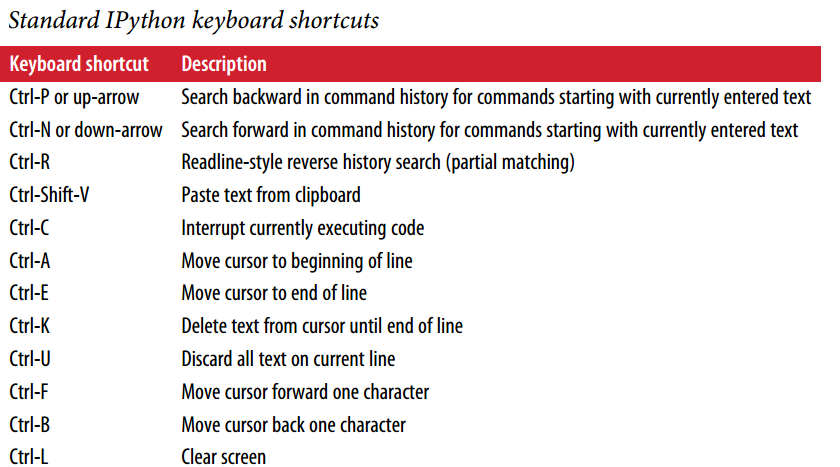 Standard IPython keyboard shortcuts
Keyboard shortcut Description
Ctrl-P or up-arrow Search backward in command history for commands starting with currently entered text
Ctrl-N or down-arrow Search forward in command history for commands starting with currently entered text
Ctrl-R Readline-style reverse history search (partial matching)
Ctrl-Shift-V Paste text from clipboard
Ctrl-C Interrupt currently executing code
Ctrl-A Move cursor to beginning of line
Ctrl-E Move cursor to end of line
Ctrl-K Delete text from cursor until end of line
Ctrl-U Discard all text on current line
Ctrl-F Move cursor forward one character
Ctrl-B Move cursor back one character
Ctrl-L Clear screen